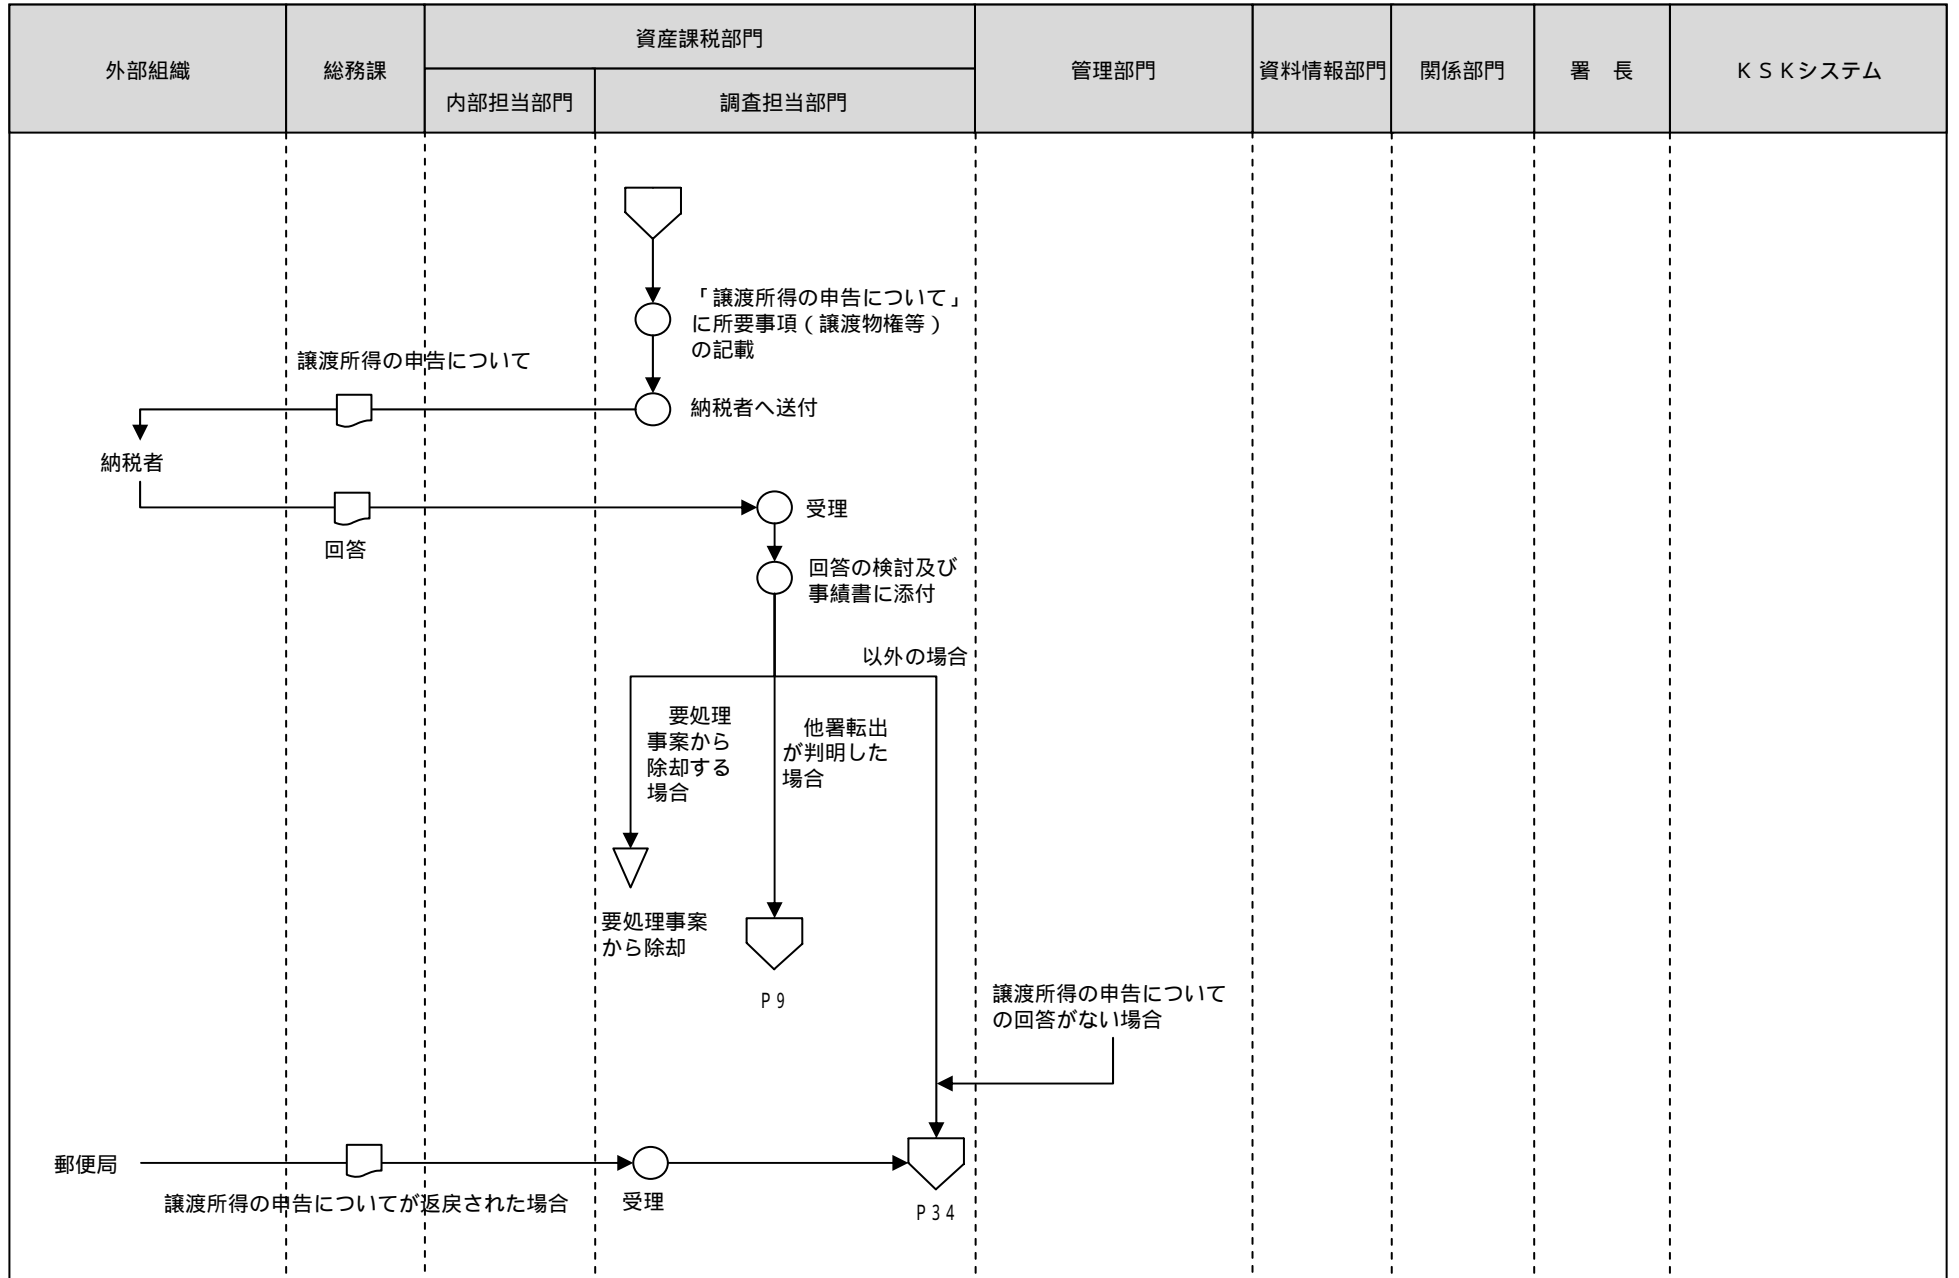 外部組織
総務課
資産課税部門
内部担当部門
調査担当部門
管理部門
資料情報部門
関係部門
署　長
ＫＳＫシステム
「譲渡所得の申告について」
に所要事項（譲渡物権等）
の記載
譲渡所得の申告について
納税者へ送付
納税者
受理
回答
回答の検討及び
事績書に添付
以外の場合
要処理
事案から
除却する
場合
他署転出
が判明した
場合
要処理事案
から除却
P9
譲渡所得の申告について
の回答がない場合
郵便局
譲渡所得の申告についてが返戻された場合
受理
P34